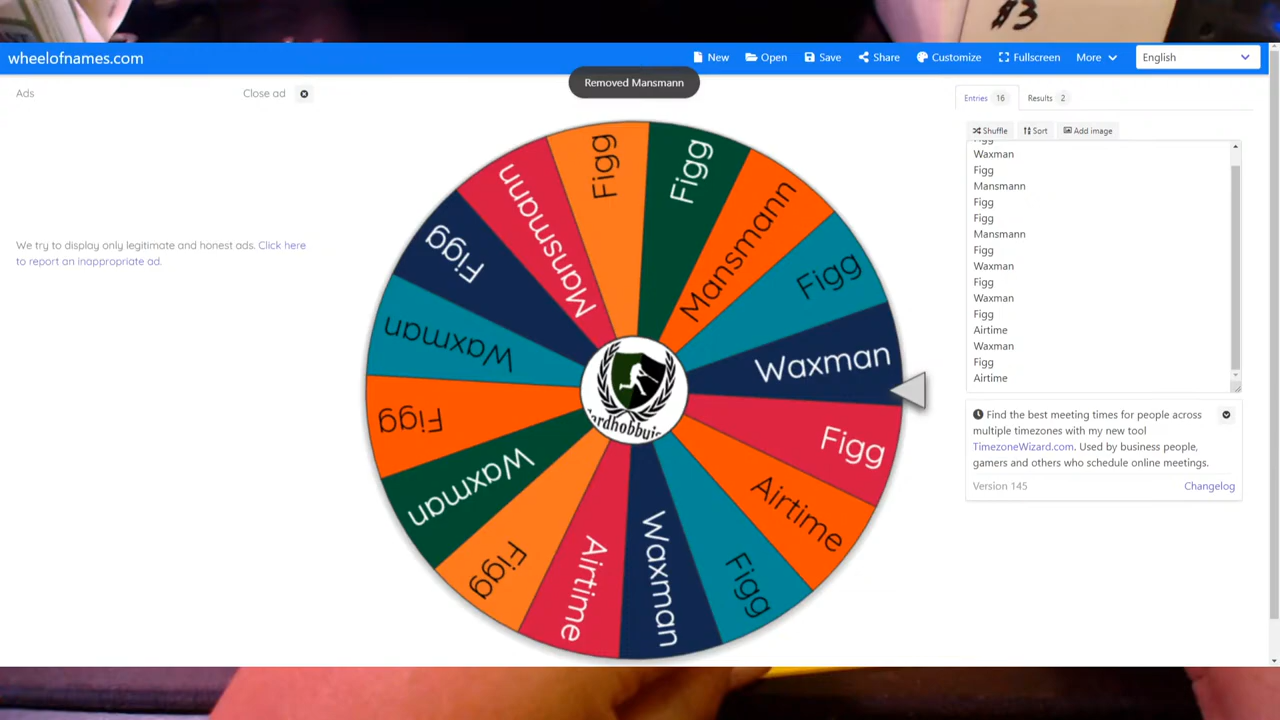 13
wheelofnames.com
New
Open
Save
Share
Customize
Fullscreen
More
English
Removed Mansmann
Ads
Close ad
We try to display only legitimate and honest ads. Click here
to report an inappropriate ad.
Entries 16
Results 2
Shuffle
Sort
Add image
Figg
Waxman
Figg
Mansmann
Figg
Figg
Mansmann
Figg
Waxman
Figg
Waxman
Figg
Airtime
Waxman
Figg
Airtime
Find the best meeting times for people across
multiple timezones with my new tool
TimezoneWizard.com. Used by business people,
gamers and others who schedule online meetings.
Version 145
Changelog
Figg
Figg
Mansmann
Figg
Waxman
Figg
Airtime
Figg
Waxman
Airtime
Figg
Waxman
Figg
Waxman
Figg
Mansmann